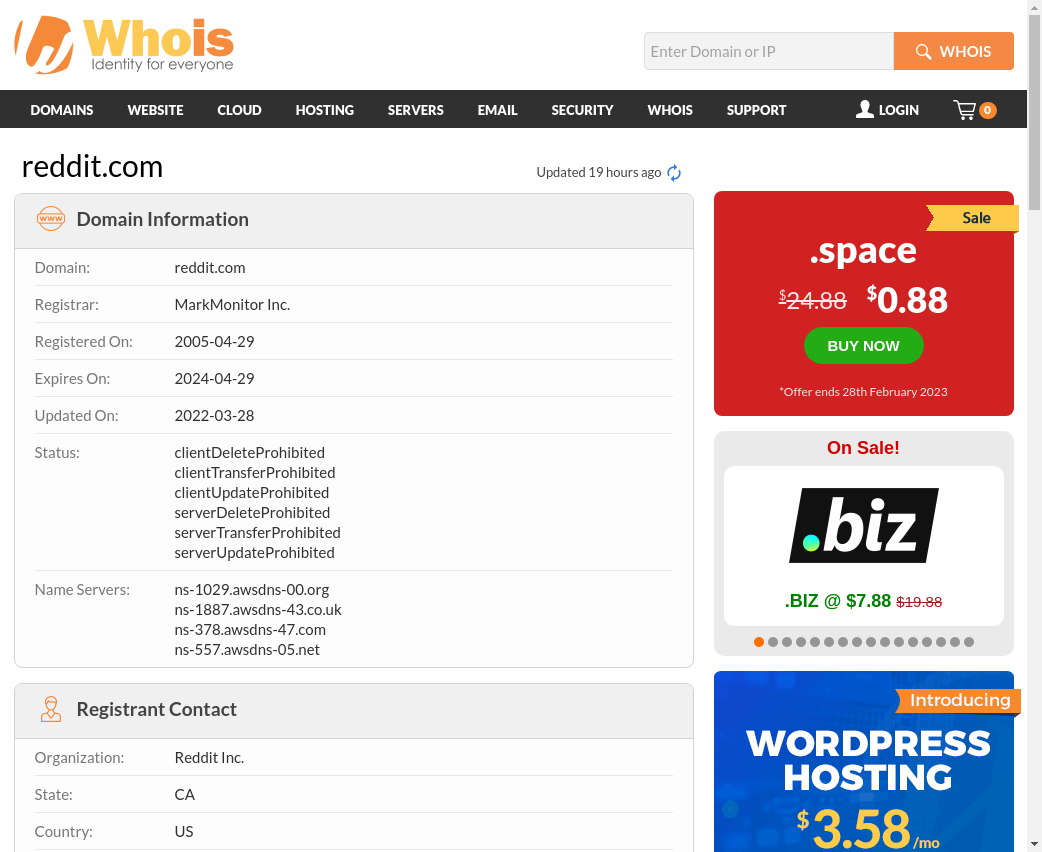 Whois
Identity for everyone
Enter Domain or IP
WHOIS
DOMAINS WEBSITE CLOUD HOSTING SERVERS EMAIL SECURITY WHOIS SUPPORT LOGIN 0
reddit.com
Updated 19 hours ago
www
Domain Information
Domain: reddit.com
Registrar: MarkMonitor Inc.
Registered On: 2005-04-29
Expires On: 2024-04-29
Updated On: 2022-03-28
Status: clientDeleteProhibited
clientTransferProhibited
clientUpdateProhibited
serverDeleteProhibited
serverTransferProhibited
serverUpdateProhibited
Name Servers: ns-1029.awsdns-00.org
ns-1887.awsdns-43.co.uk
ns-378.awsdns-47.com
ns-557.awsdns-05.net
Registrant Contact
Organization: Reddit Inc.
State: CA
Country: US
Sale
.space
$24.88 $0.88
BUY NOW
*Offer ends 28th February 2023
On Sale!
.biz
.BIZ @ $7.88 $19.88
Introducing
WORDPRESS
HOSTING
$3.58/mo